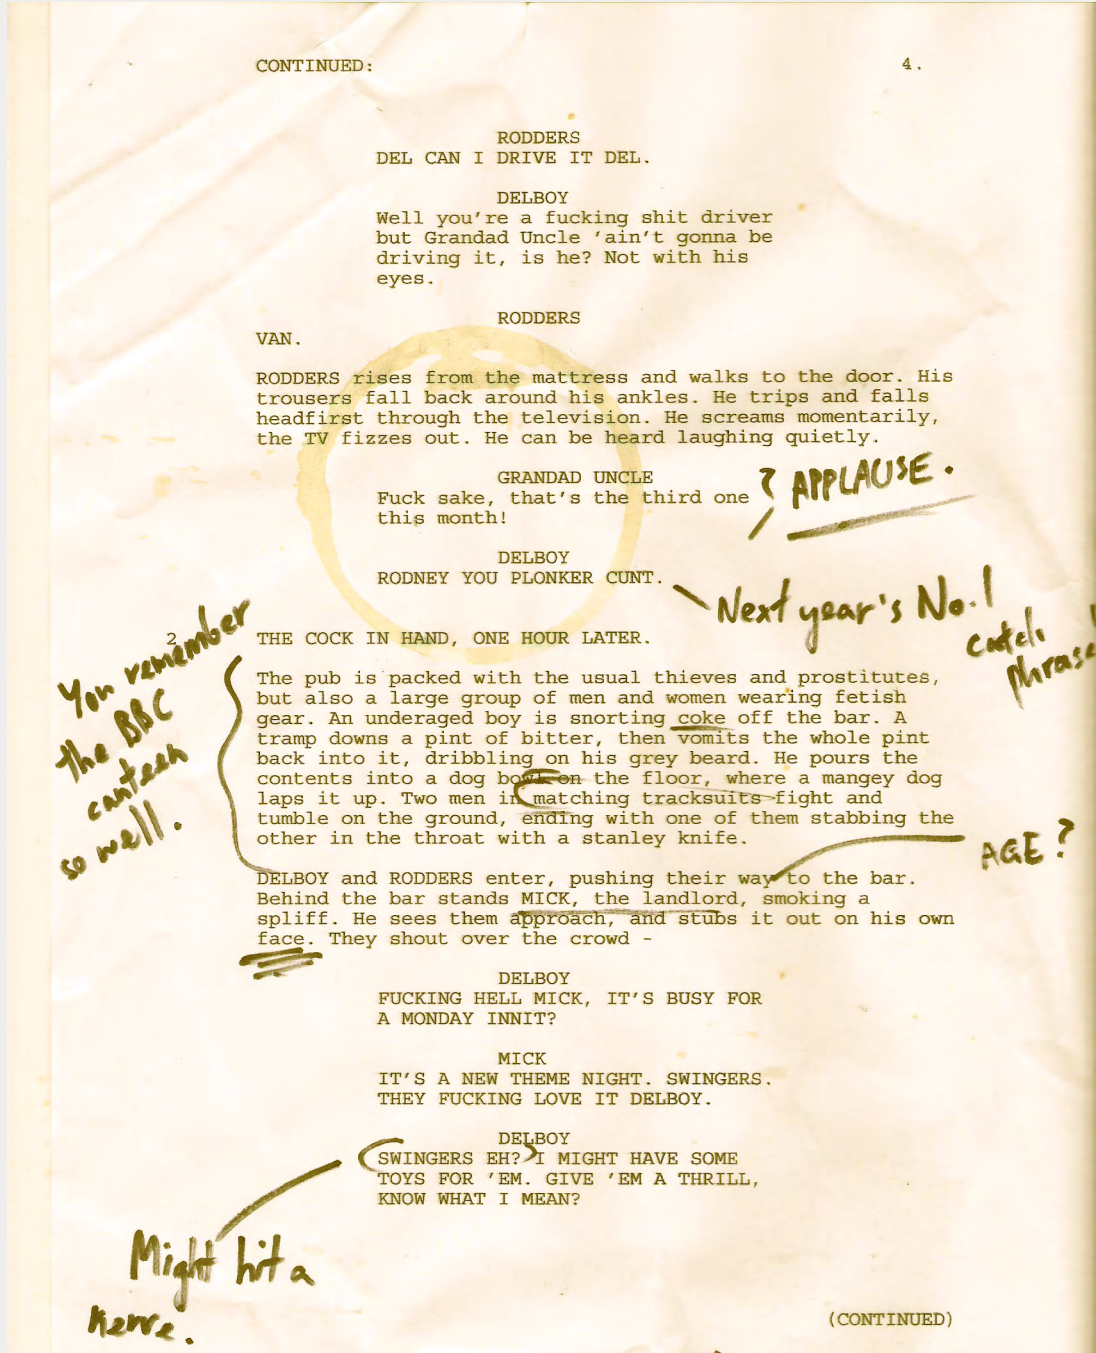 CONTINUED: 4.
RODDERS
DEL CAN I DRIVE IT DEL.
DELBOY
Well you're a fucking shit driver
but Grandad Uncle 'ain't gonna be
driving it, is he? Not with his
eyes.
RODDERS
VAN.
RODDERS rises from the mattress and walks to the door. His
trousers fall back around his ankles. He trips and falls
headfirst through the television. He screams momentarily,
the TV fizzes out. He can be heard laughing quietly.
GRANDAD UNCLE
Fuck sake, that's the third one
this month!
? APPLAUSE.
DELBOY
RODNEY YOU PLONKER CUNT.
Next year's No.1
catch
phrase!
2 THE COCK IN HAND, ONE HOUR LATER.
You remember
the BBC
canteen
so well.
The pub is packed with the usual thieves and prostitutes,
but also a large group of men and women wearing fetish
gear. An underaged boy is snorting coke off the bar. A
tramp downs a pint of bitter, then vomits the whole pint
back into it, dribbling on his grey beard. He pours the
contents into a dog bowl on the floor, where a mangey dog
laps it up. Two men in matching tracksuits fight and
tumble on the ground, ending with one of them stabbing the
other in the throat with a stanley knife.
AGE?
DELBOY and RODDERS enter, pushing their way to the bar.
Behind the bar stands MICK, the landlord, smoking a
spliff. He sees them approach, and stubs it out on his own
face. They shout over the crowd -
DELBOY
FUCKING HELL MICK, IT'S BUSY FOR
A MONDAY INNIT?
MICK
IT'S A NEW THEME NIGHT. SWINGERS.
THEY FUCKING LOVE IT DELBOY.
DELBOY
SWINGERS EH? I MIGHT HAVE SOME
TOYS FOR 'EM. GIVE 'EM A THRILL,
KNOW WHAT I MEAN?
Might hit a
nerve.
(CONTINUED)